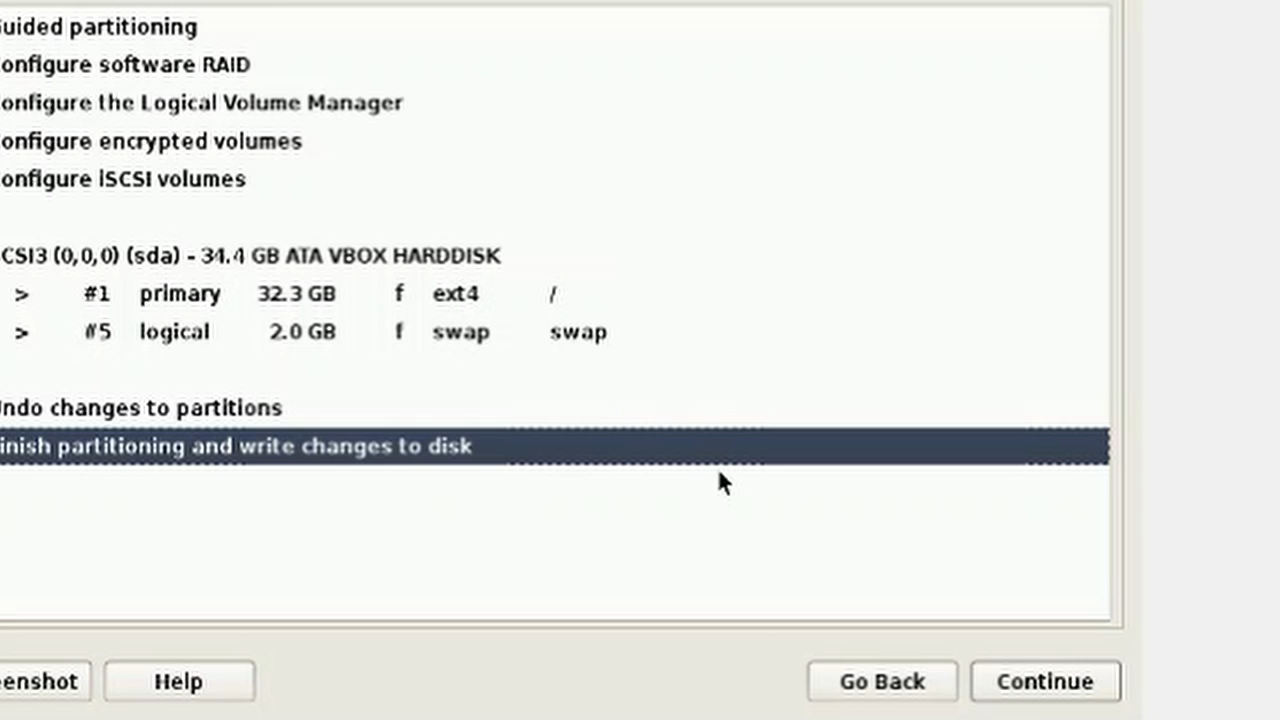 Guided partitioning
onfigure software RAID
onfigure the Logical Volume Manager
onfigure encrypted volumes
onfigure iSCSI volumes
CSI3 (0,0,0) (sda) - 34.4 GB ATA VBOX HARDDISK
> #1 primary 32.3 GB f ext4 /
> #5 logical 2.0 GB f swap swap
Undo changes to partitions
inish partitioning and write changes to disk
eenshot Help Go Back Continue